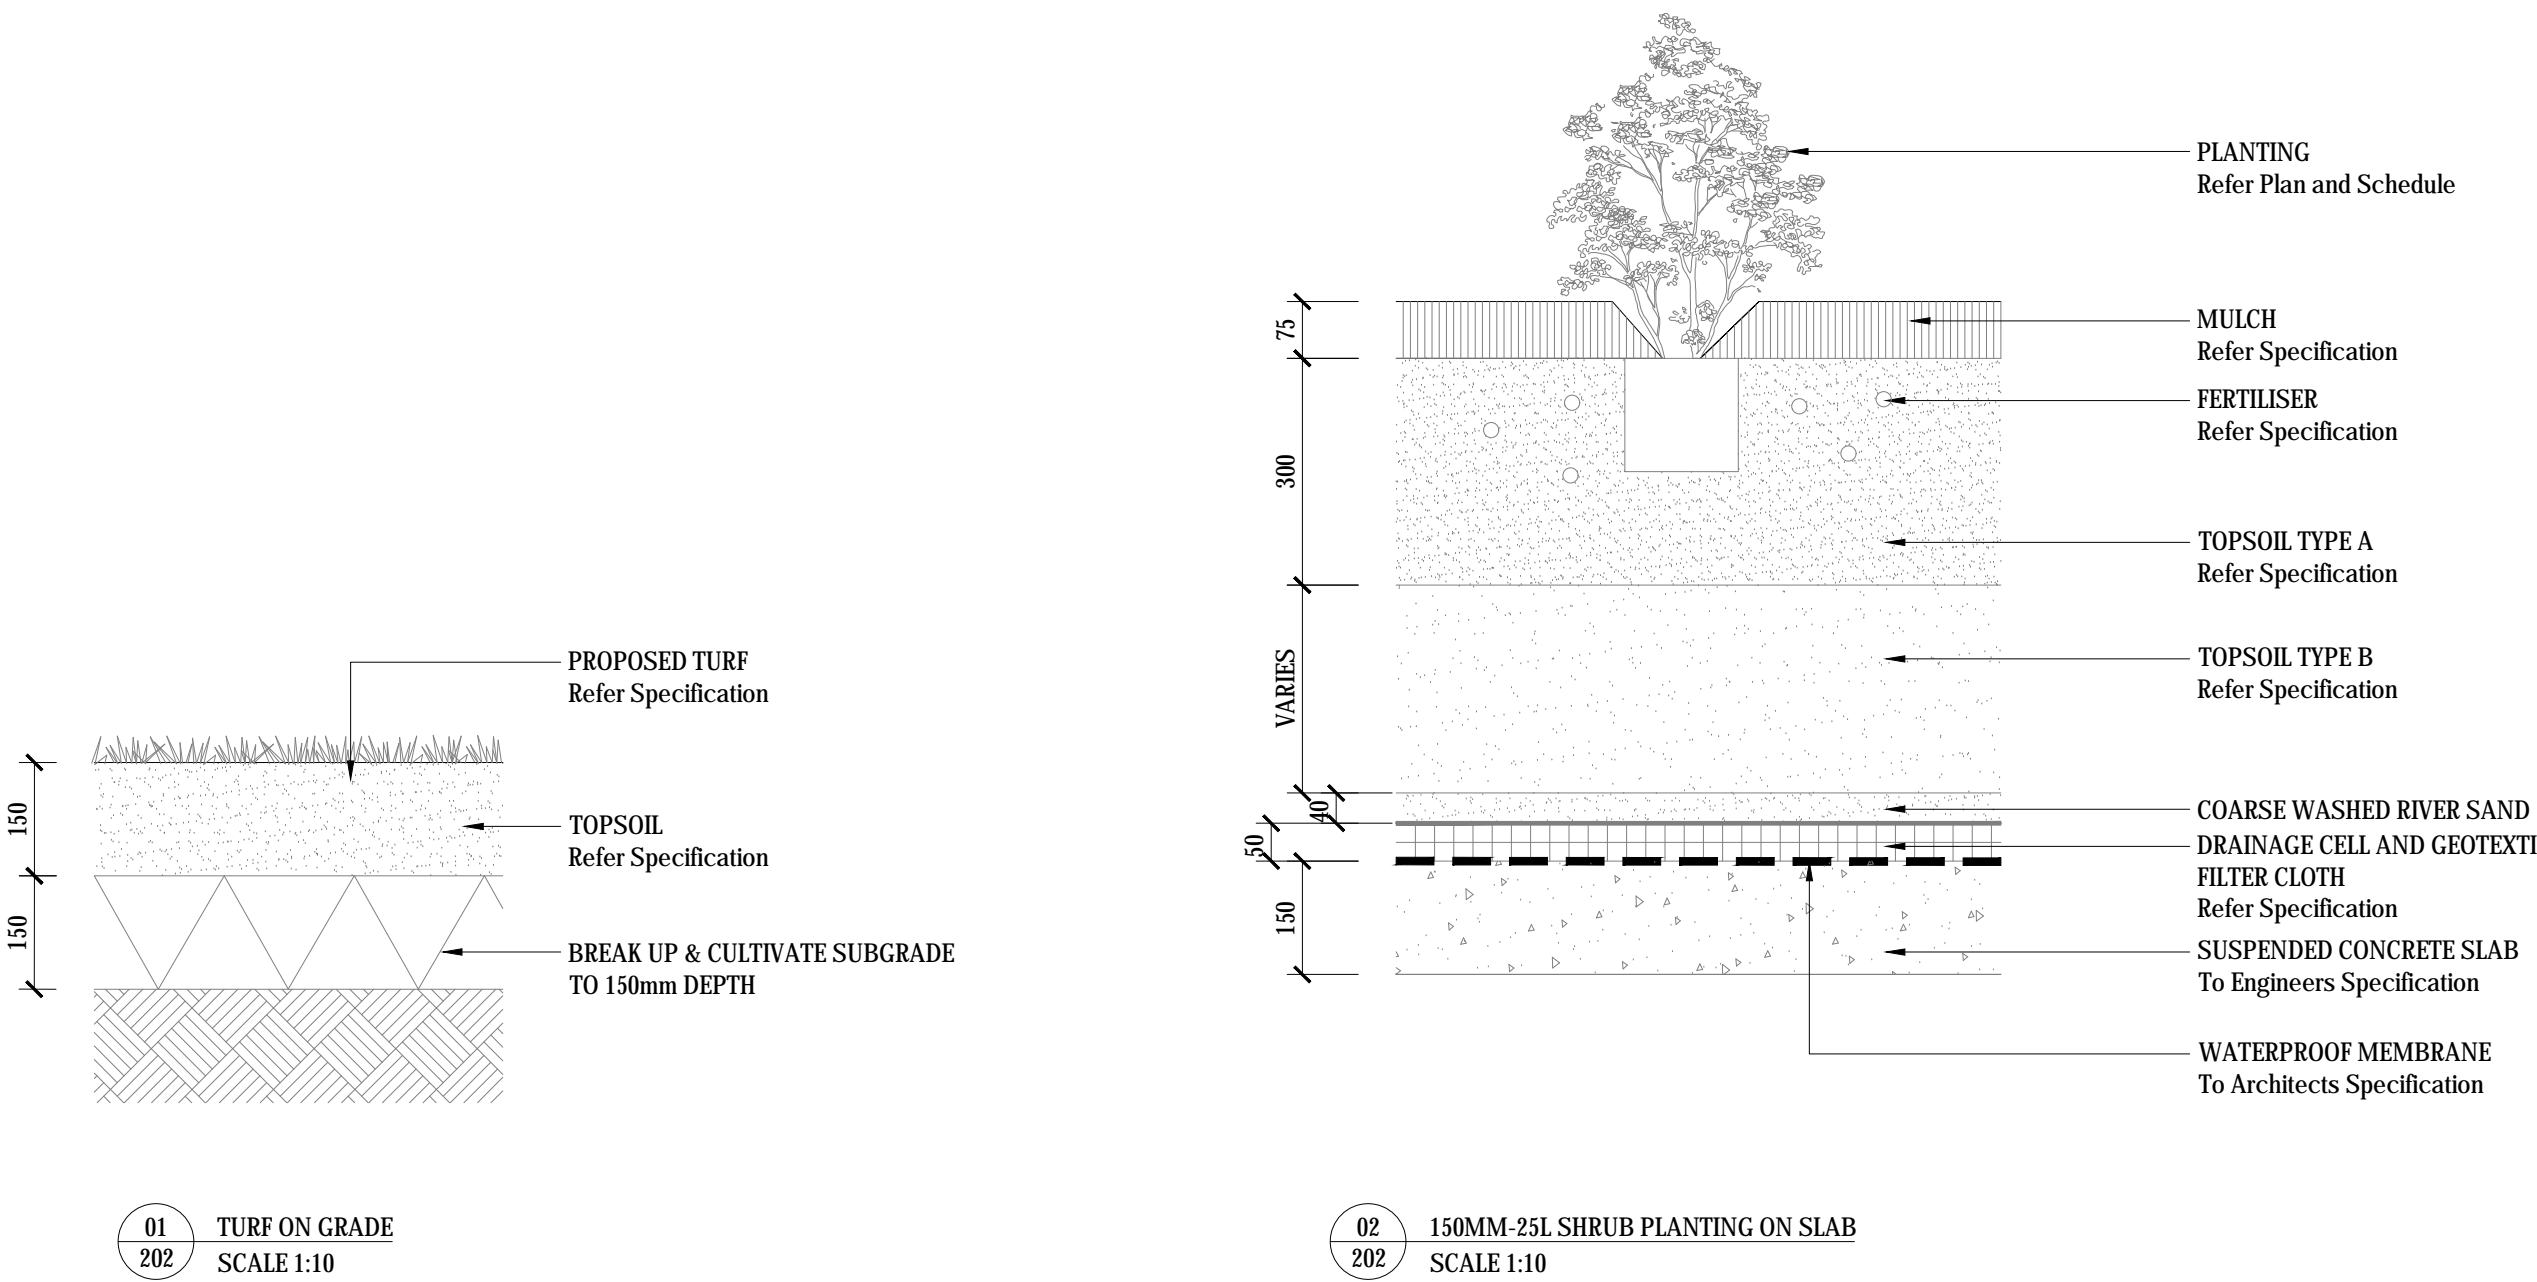 PROPOSED TURF
Refer Specification
150
TOPSOIL
Refer Specification
150
BREAK UP & CULTIVATE SUBGRADE
TO 150mm DEPTH
01
202
TURF ON GRADE
SCALE 1:10
PLANTING
Refer Plan and Schedule
75
MULCH
Refer Specification
FERTILISER
Refer Specification
300
TOPSOIL TYPE A
Refer Specification
VARIES
TOPSOIL TYPE B
Refer Specification
40
COARSE WASHED RIVER SAND
50
DRAINAGE CELL AND GEOTEXTI
FILTER CLOTH
Refer Specification
150
SUSPENDED CONCRETE SLAB
To Engineers Specification
WATERPROOF MEMBRANE
To Architects Specification
02
202
150MM-25L SHRUB PLANTING ON SLAB
SCALE 1:10